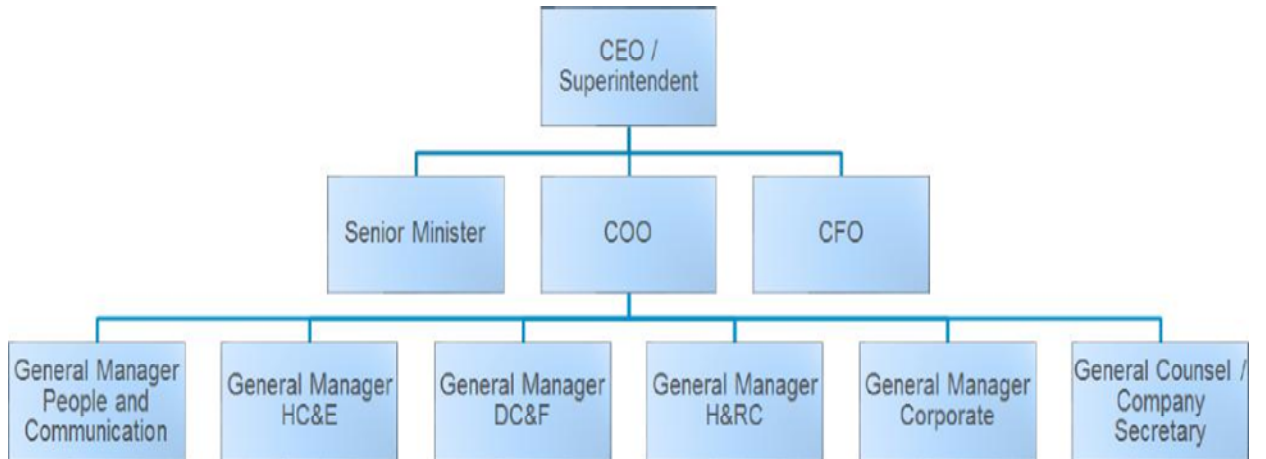 CEO /
Superintendent
Senior Minister
COO
CFO
General Manager
People and
Communication
General Manager
HC&E
General Manager
DC&F
General Manager
H&RC
General Manager
Corporate
General Counsel /
Company
Secretary